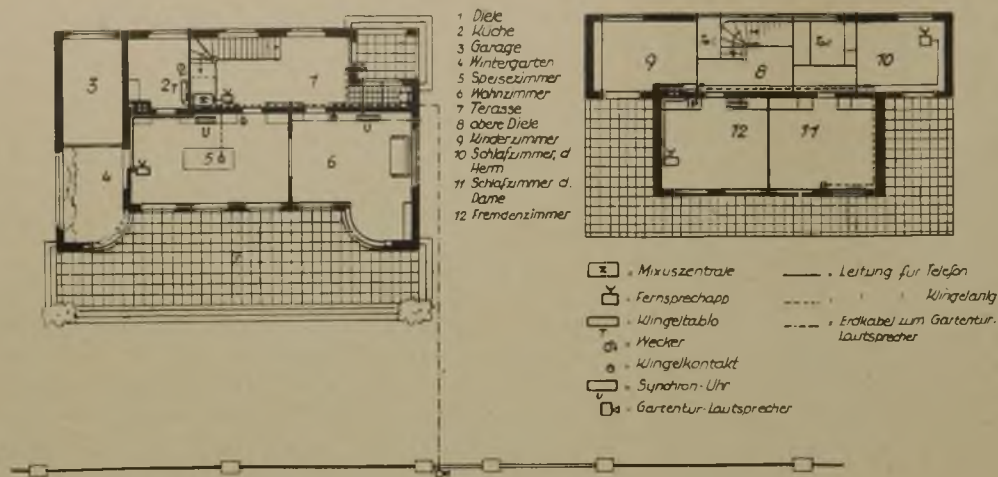 1 Diele
2 Küche
3 Garage
4 Wintergarten
5 Speisezimmer
6 Wohnzimmer
7 Terasse
8 obere Diele
9 Kinderzimmer
10 Schlafzimmer, d.
Herrn
11 Schlafzimmer d.
Dame
12 Fremdenzimmer
3
2
1
4
5
6
7
9
8
10
12
11
Z = Mixuszentrale
= Fernsprechapp
= Klingeltablo
T
= Wecker
= Klingelkontakt
= Synchron-Uhr
U
= Gartentür-Lautsprecher
= Leitung für Telefon
= " " Klingelanlg
= Erdkabel zum Gartentür-
Lautsprecher